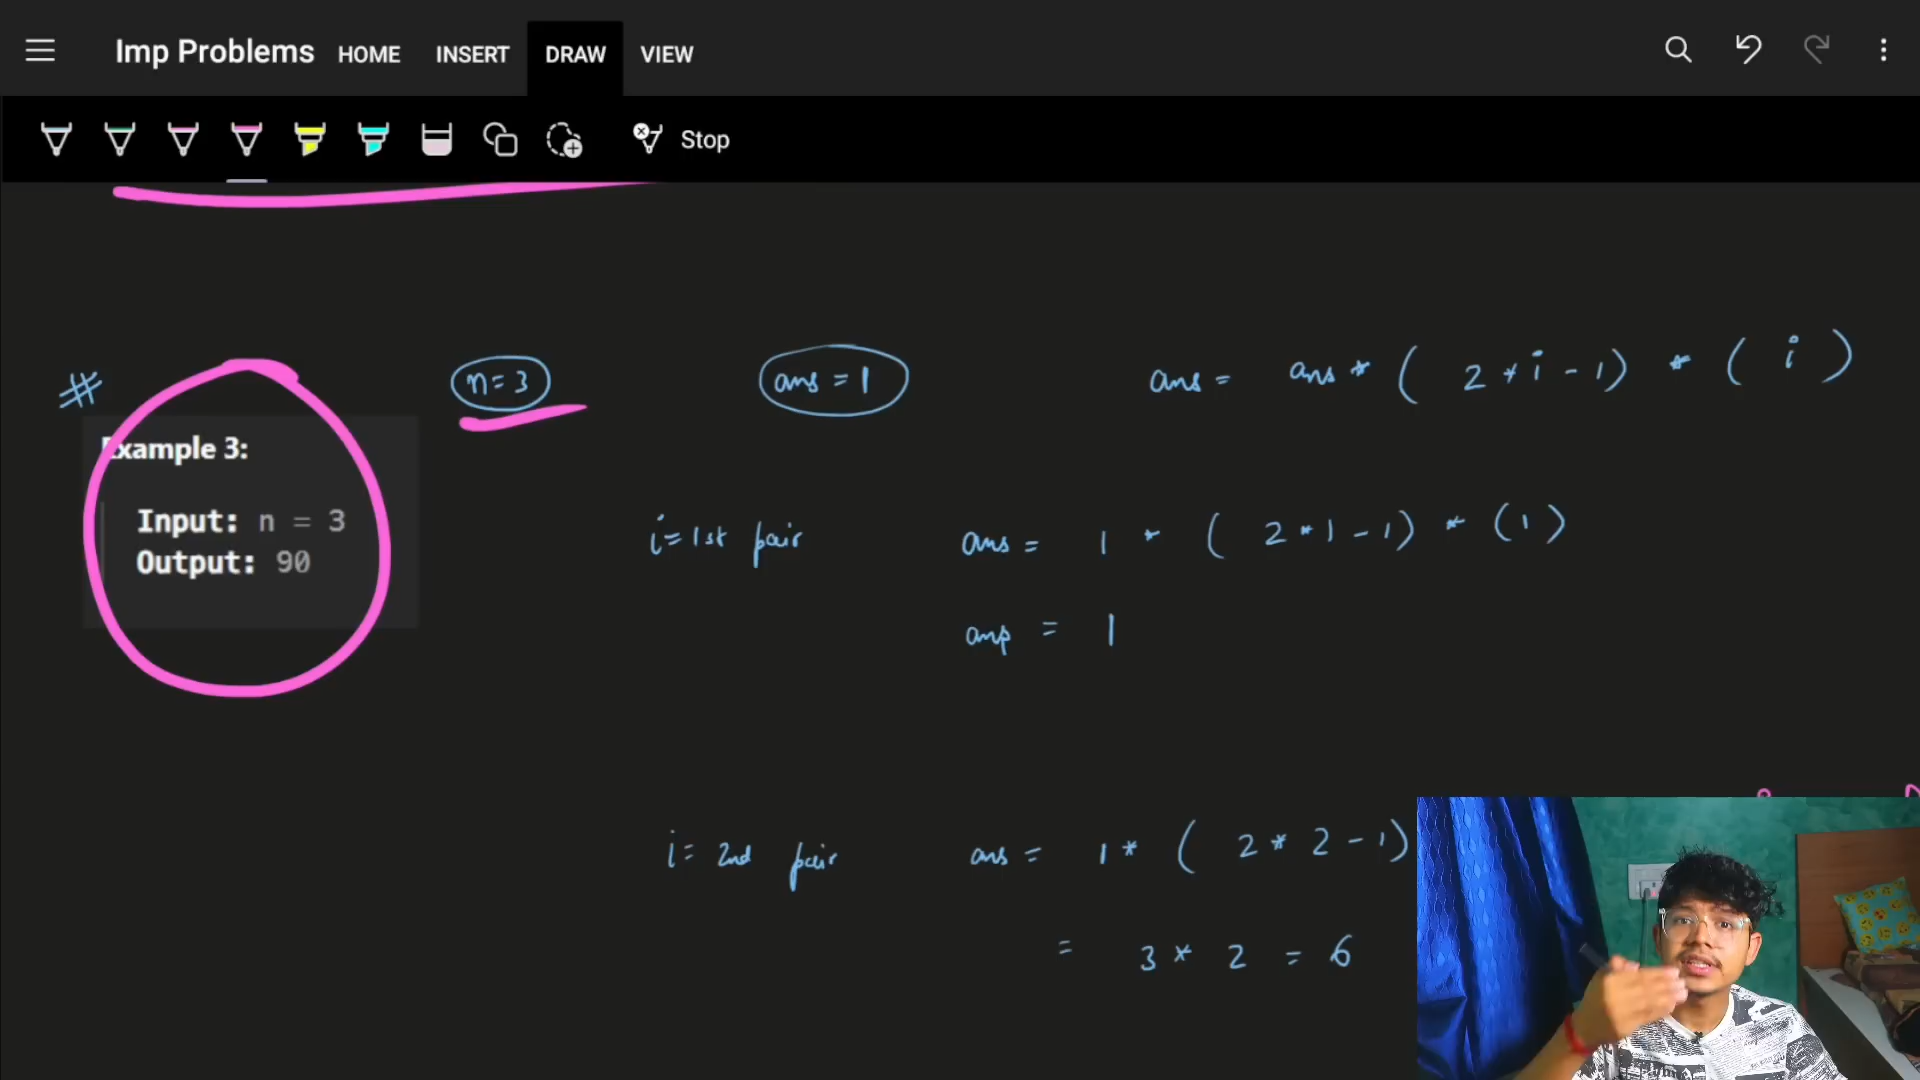 Imp Problems HOME INSERT DRAW VIEW
Stop
# n=3 ans = 1 ans = ans * ( 2 * i - 1) * ( i )
Example 3:
Input: n = 3
Output: 90
i= 1st pair ans = 1 * ( 2 * 1 - 1) * (1)
ans = 1
i= 2nd pair ans = 1 * ( 2 * 2 - 1)
= 3 * 2 = 6